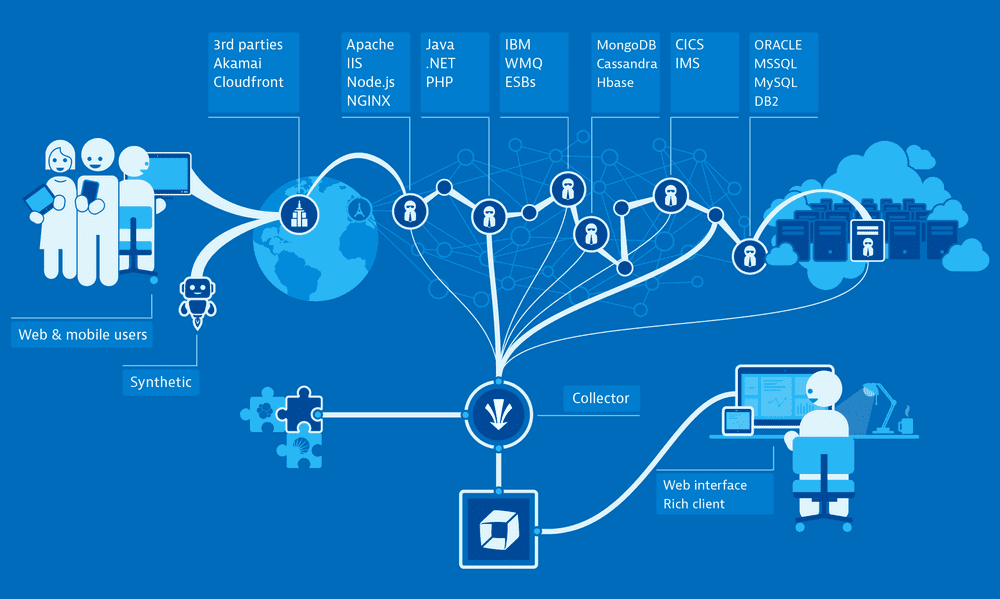 3rd parties
Akamai
Cloudfront
Apache
IIS
Node.js
NGINX
Java
.NET
PHP
IBM
WMQ
ESBs
MongoDB
Cassandra
Hbase
CICS
IMS
ORACLE
MSSQL
MySQL
DB2
Web & mobile users
Synthetic
Collector
Web interface
Rich client